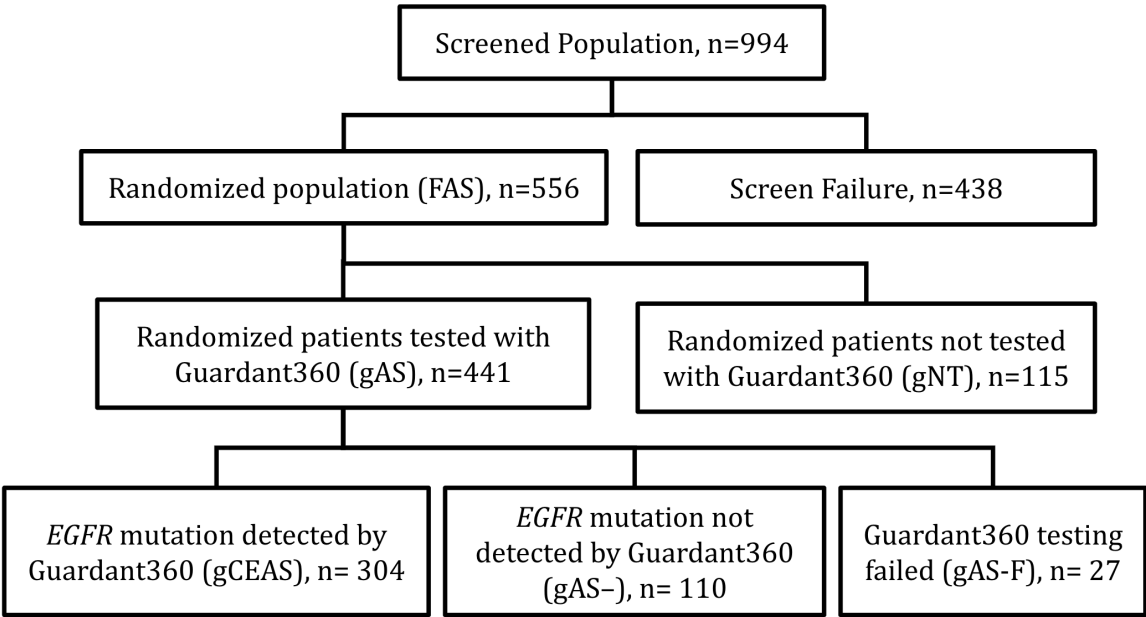 Screened Population, n=994
Randomized population (FAS), n=556
Screen Failure, n=438
Randomized patients tested with
Guardant360 (gAS), n=441
Randomized patients not tested
with Guardant360 (gNT), n=115
EGFR mutation detected by
Guardant360 (gCEAS), n= 304
EGFR mutation not
detected by Guardant360
(gAS–), n= 110
Guardant360 testing
failed (gAS-F), n= 27